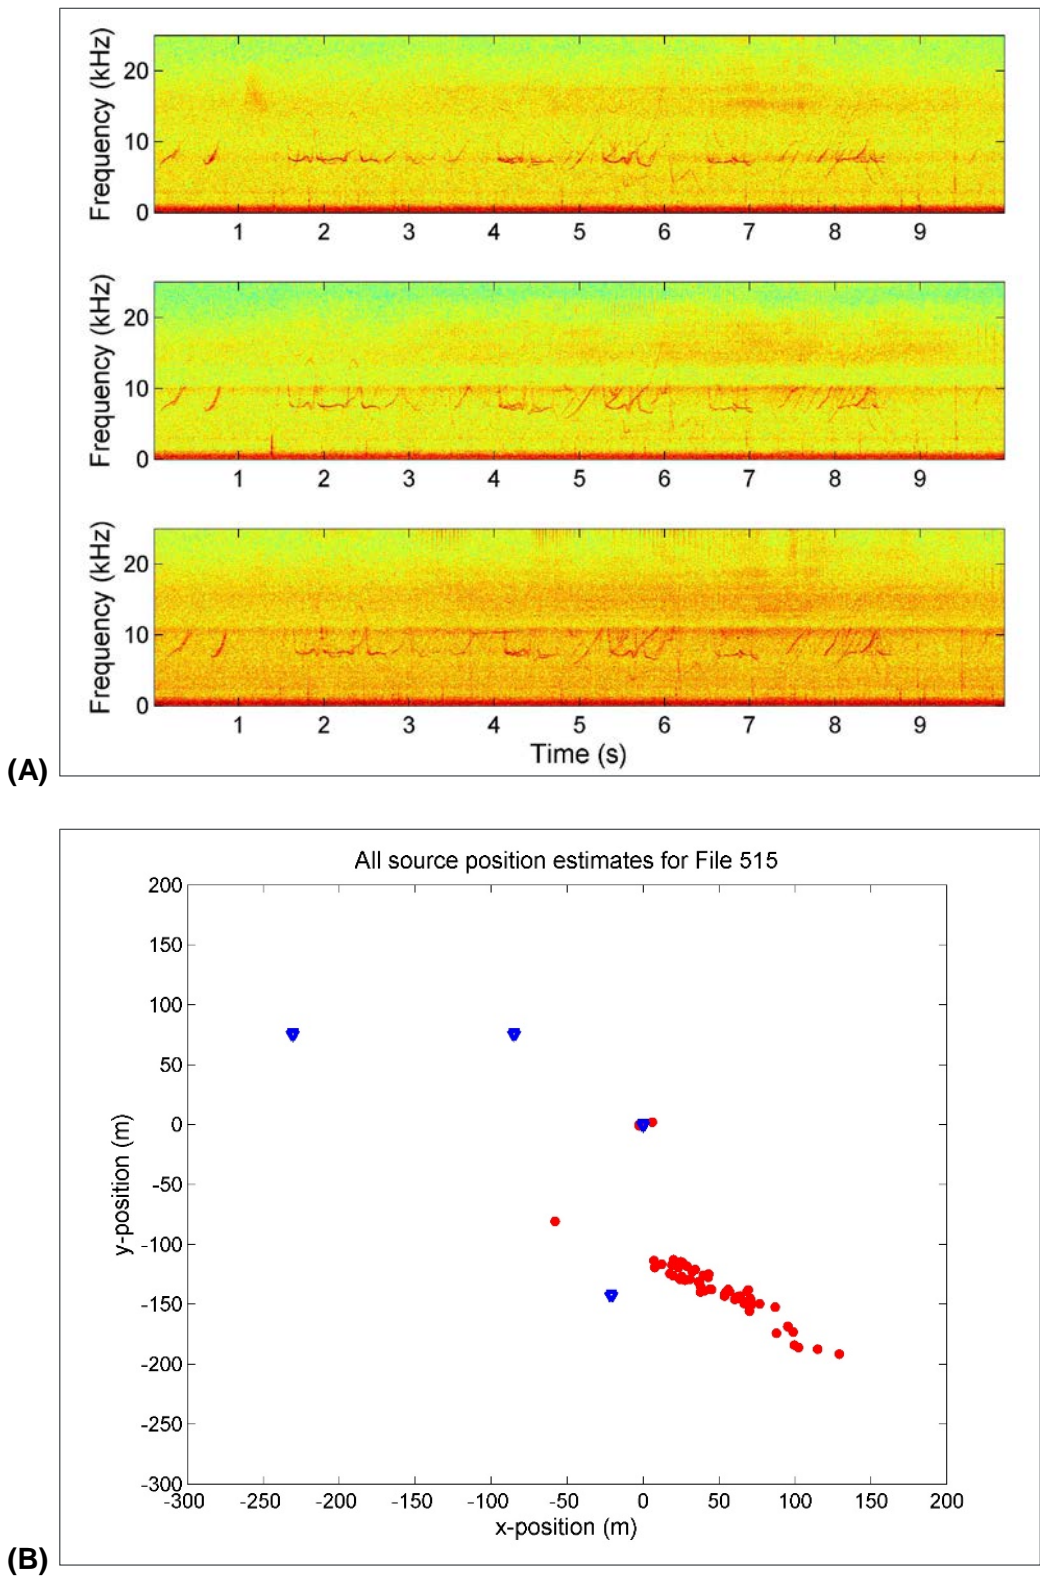 Frequency (kHz)
20
10
0
1 2 3 4 5 6 7 8 9
Frequency (kHz)
20
10
0
1 2 3 4 5 6 7 8 9
Frequency (kHz)
20
10
0
1 2 3 4 5 6 7 8 9
Time (s)
(A)
All source position estimates for File 515
200
150
100
50
0
-50
-100
-150
-200
-250
-300
y-position (m)
-300 -250 -200 -150 -100 -50 0 50 100 150 200
x-position (m)
(B)